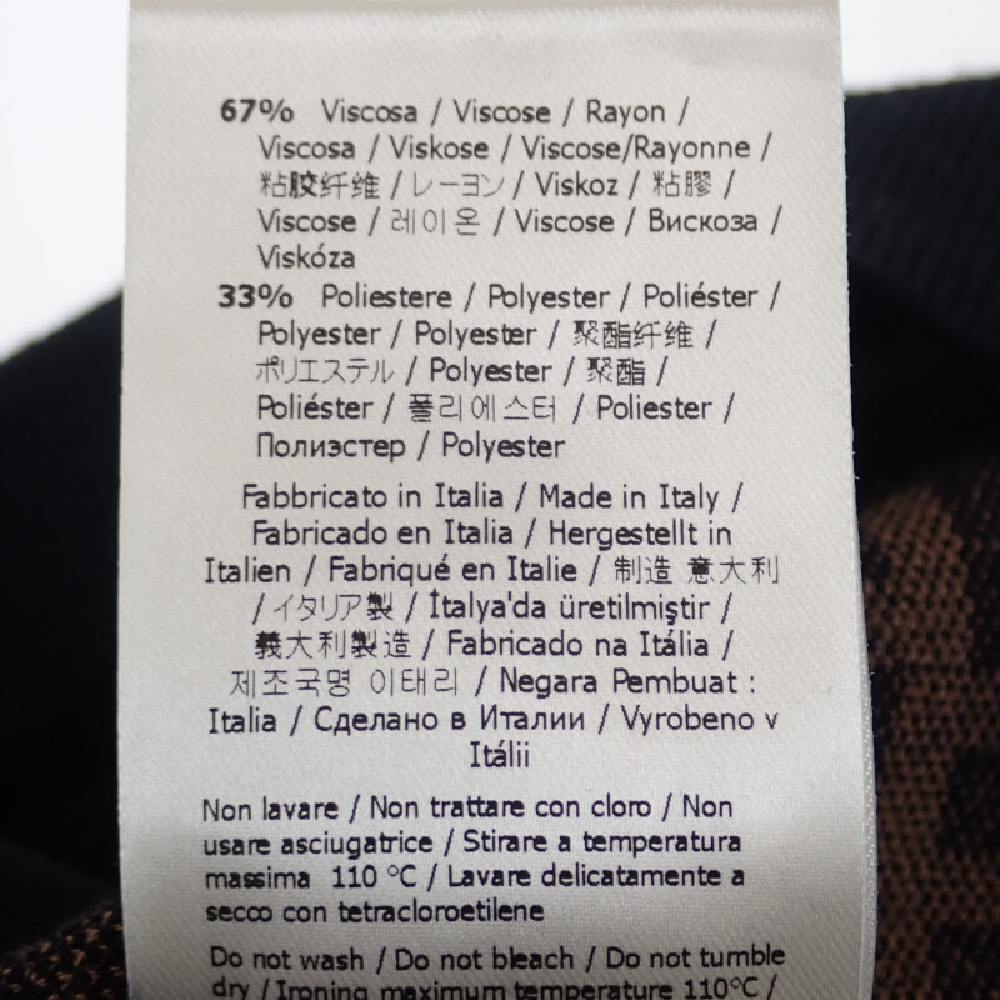 67% Viscosa / Viscose / Rayon /
Viscosa / Viskose / Viscose/Rayonne /
粘胶纤维 / レーヨン / Viskoz / 粘膠 /
Viscose / 레이온 / Viscose / Вискоза /
Viskóza
33% Poliestere / Polyester / Poliéster /
Polyester / Polyester / 聚酯纤维 /
ポリエステル / Polyester / 聚酯 /
Poliéster / 폴리에스터 / Poliester /
Полиэстер / Polyester
Fabbricato in Italia / Made in Italy /
Fabricado en Italia / Hergestellt in
Italien / Fabriqué en Italie / 制造 意大利
/ イタリア製 / İtalya'da üretilmiştir /
義大利製造 / Fabricado na Itália /
제조국명 이태리 / Negara Pembuat :
Italia / Сделано в Италии / Vyrobeno v
Itálii
Non lavare / Non trattare con cloro / Non
usare asciugatrice / Stirare a temperatura
massima 110 °C / Lavare delicatamente a
secco con tetracloroetilene
Do not wash / Do not bleach / Do not tumble
dry / Ironing maximum temperature 110°C /